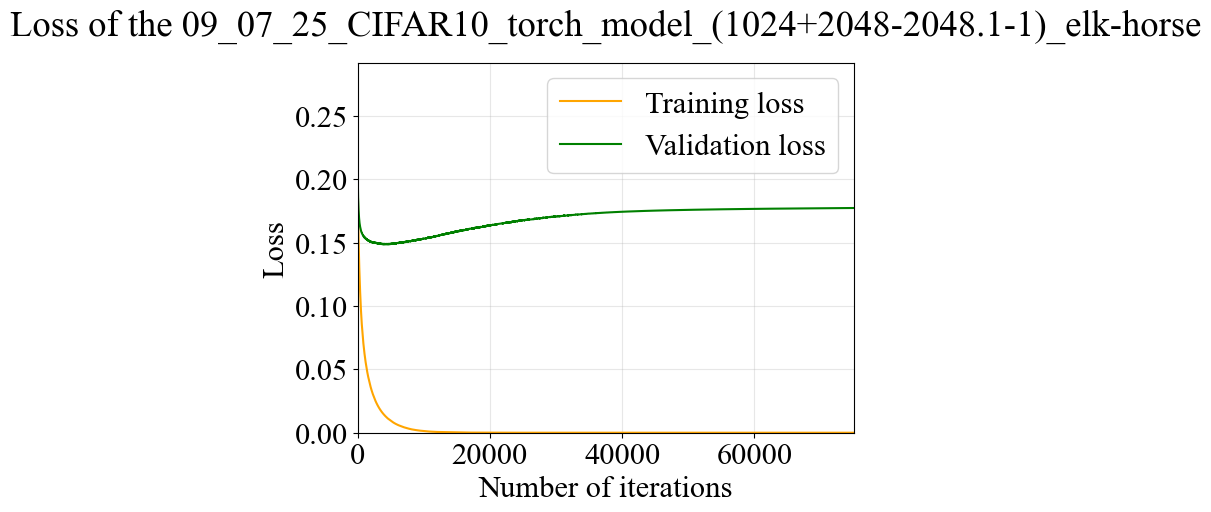 Loss of the 09_07_25_CIFAR10_torch_model_(1024+2048-2048.1-1)_elk-horse
Training loss
Validation loss
0.25
0.20
0.15
0.10
0.05
0.00
Loss
0 20000 40000 60000
Number of iterations